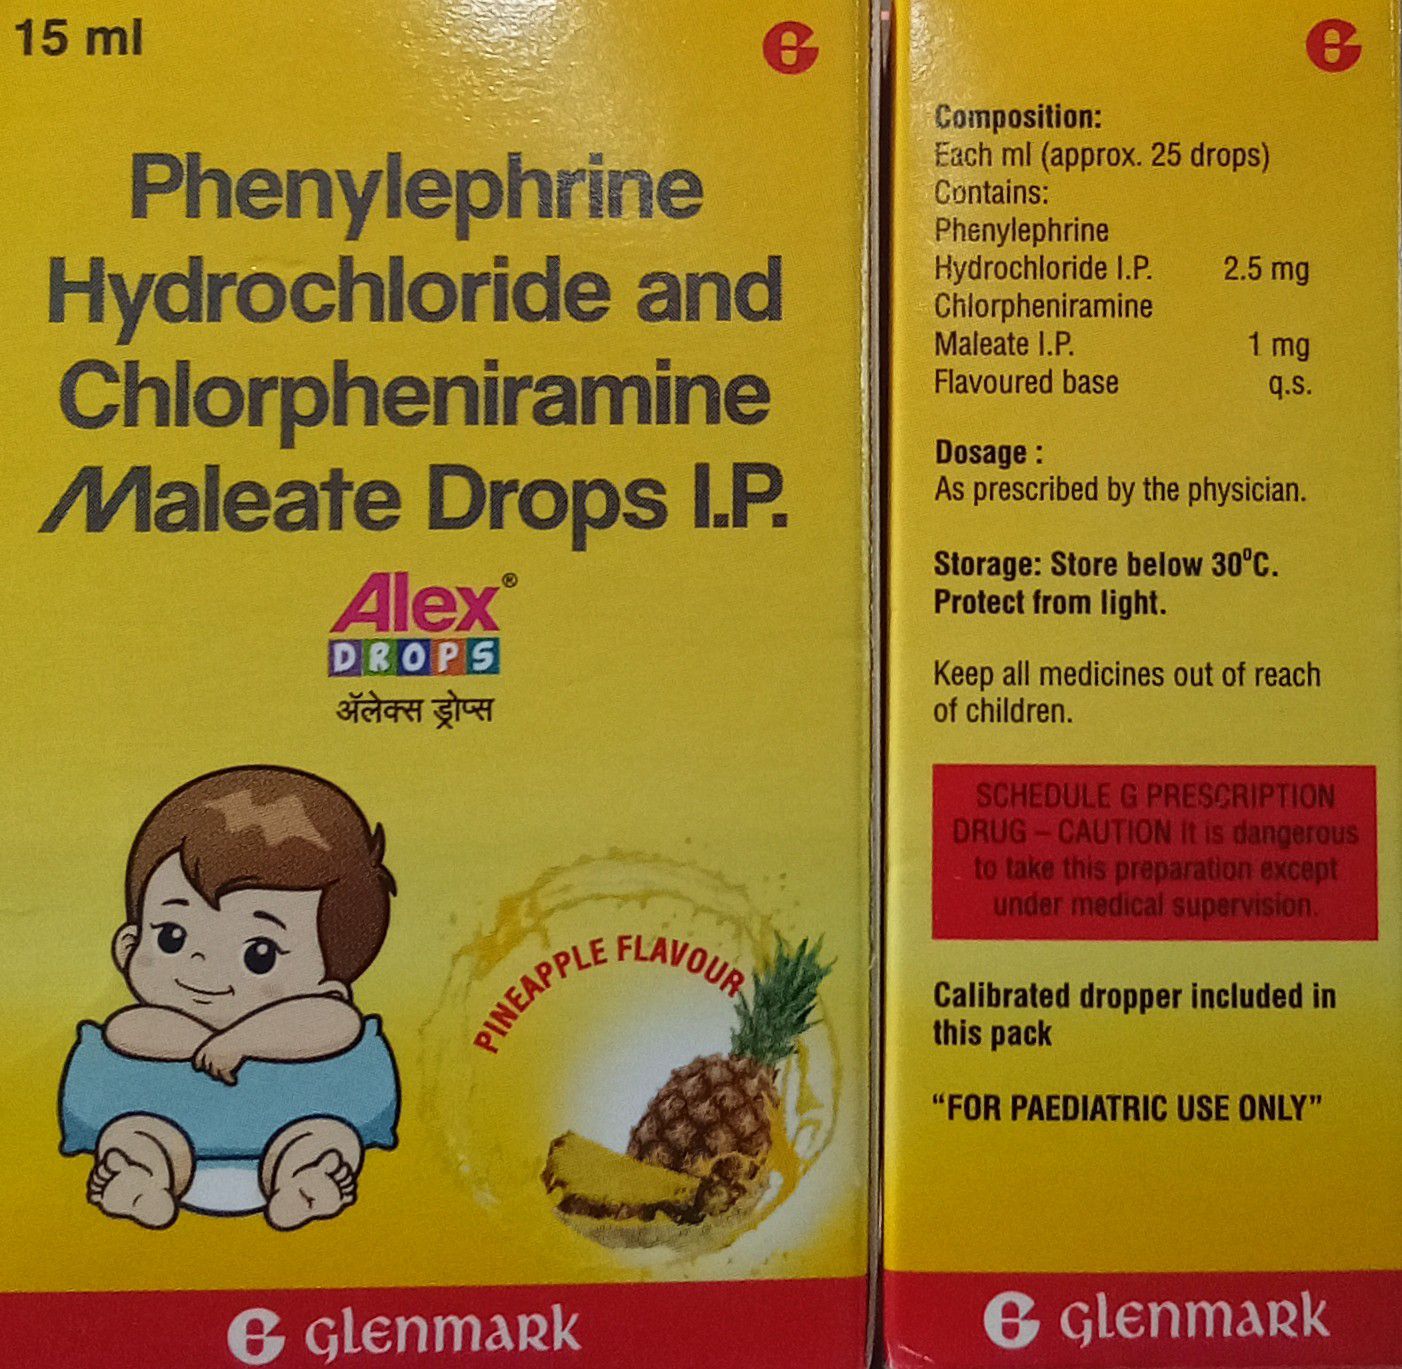 15 ml
Phenylephrine
Hydrochloride and
Chlorpheniramine
Maleate Drops I.P.
Alex®
DROPS
ॲलेक्स ड्रोप्स
PINEAPPLE FLAVOUR
GLENMARK
Composition:
Each ml (approx. 25 drops)
Contains:
Phenylephrine
Hydrochloride I.P. 2.5 mg
Chlorpheniramine
Maleate I.P. 1 mg
Flavoured base q.s.
Dosage :
As prescribed by the physician.
Storage: Store below 30⁰C.
Protect from light.
Keep all medicines out of reach
of children.
SCHEDULE G PRESCRIPTION
DRUG – CAUTION It is dangerous
to take this preparation except
under medical supervision.
Calibrated dropper included in
this pack
“FOR PAEDIATRIC USE ONLY”
GLENMARK